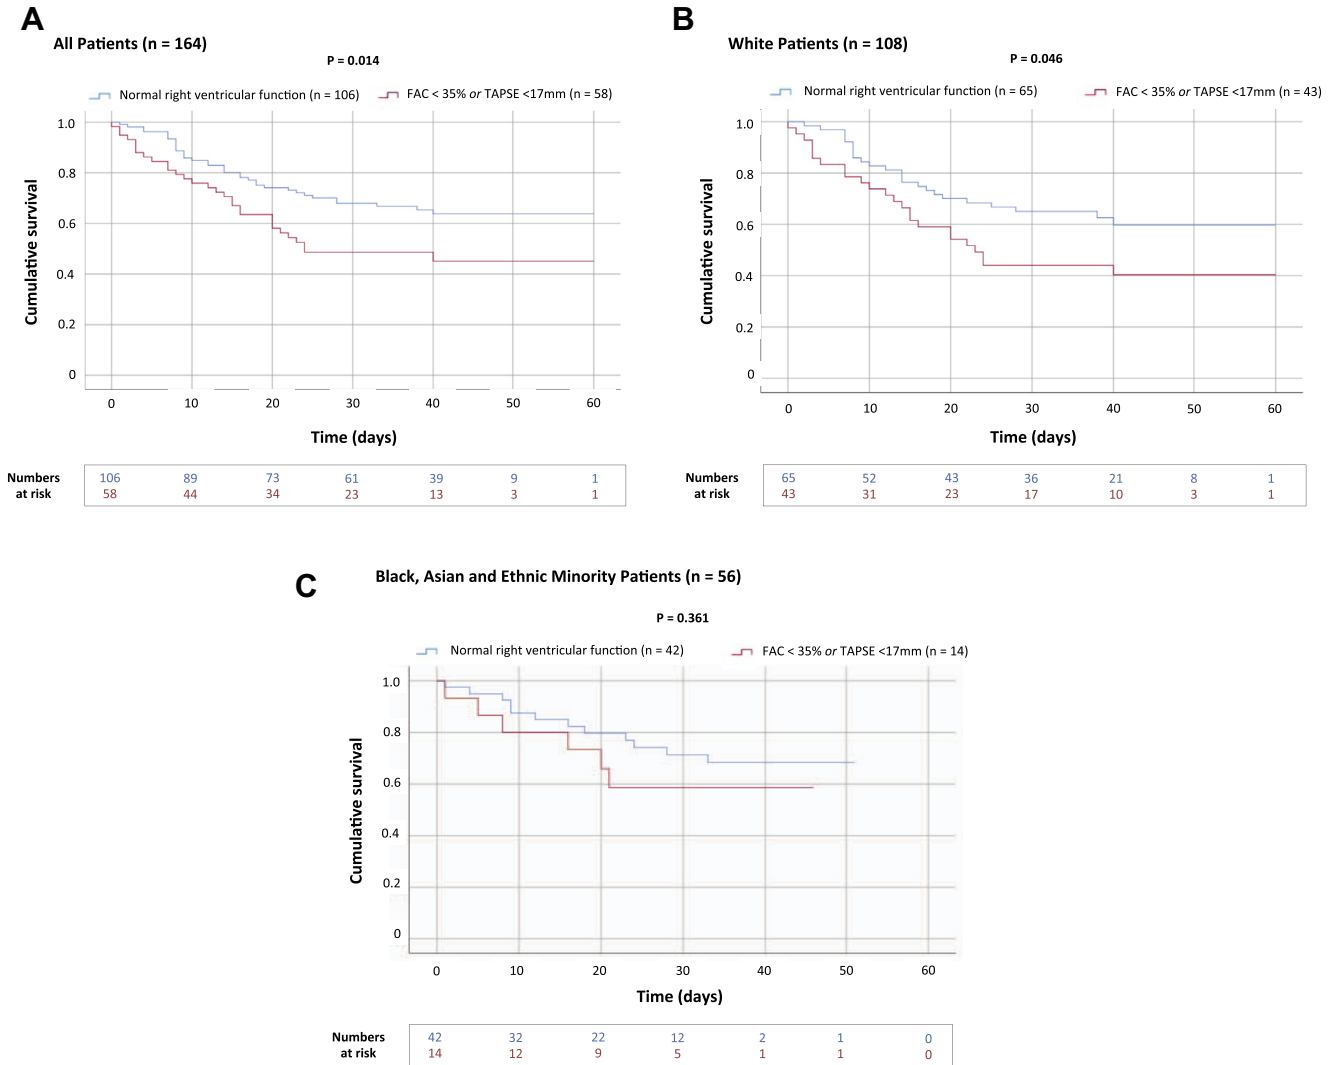 A
All Patients (n = 164)
P = 0.014
Normal right ventricular function (n = 106) FAC < 35% or TAPSE <17mm (n = 58)
Cumulative survival
1.0
0.8
0.6
0.4
0.2
0
0 10 20 30 40 50 60
Time (days)
Numbers at risk
106 89 73 61 39 9 1
58 44 34 23 13 3 1
B
White Patients (n = 108)
P = 0.046
Normal right ventricular function (n = 65) FAC < 35% or TAPSE <17mm (n = 43)
Cumulative survival
1.0
0.8
0.6
0.4
0.2
0
0 10 20 30 40 50 60
Time (days)
Numbers at risk
65 52 43 36 21 8 1
43 31 23 17 10 3 1
C
Black, Asian and Ethnic Minority Patients (n = 56)
P = 0.361
Normal right ventricular function (n = 42) FAC < 35% or TAPSE <17mm (n = 14)
Cumulative survival
1.0
0.8
0.6
0.4
0.2
0
0 10 20 30 40 50 60
Time (days)
Numbers at risk
42 32 22 12 2 1 0
14 12 9 5 1 1 0